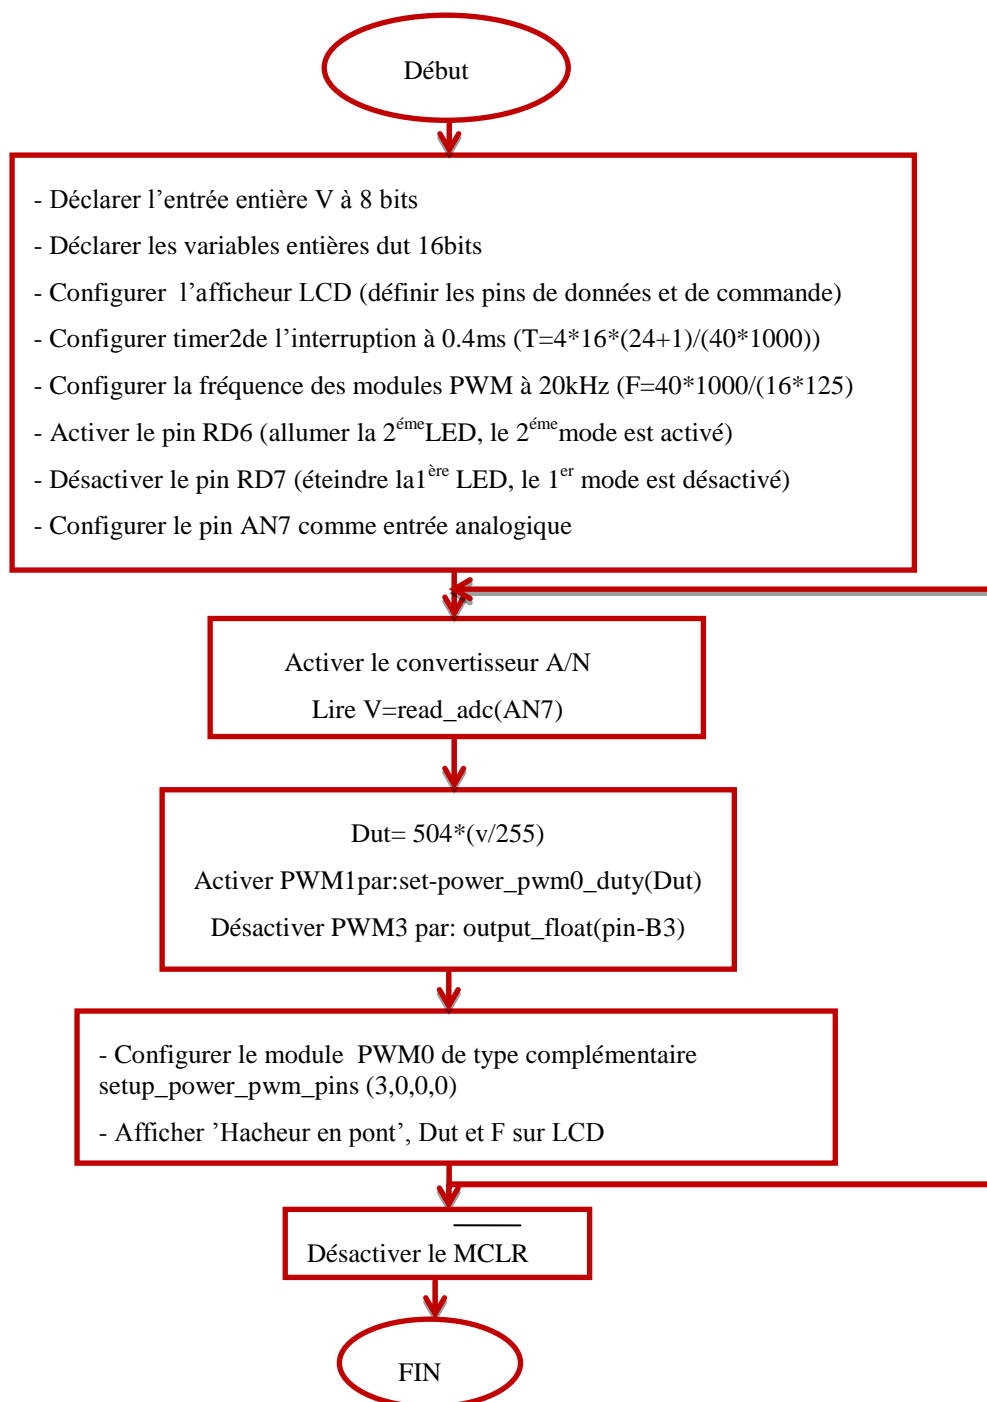 Début
- Déclarer l’entrée entière V à 8 bits
- Déclarer les variables entières dut 16bits
- Configurer l’afficheur LCD (définir les pins de données et de commande)
- Configurer timer2de l’interruption à 0.4ms (T=4*16*(24+1)/(40*1000))
- Configurer la fréquence des modules PWM à 20kHz (F=40*1000/(16*125)
- Activer le pin RD6 (allumer la 2éme LED, le 2éme mode est activé)
- Désactiver le pin RD7 (éteindre la1ère LED, le 1er mode est désactivé)
- Configurer le pin AN7 comme entrée analogique
Activer le convertisseur A/N
Lire V=read_adc(AN7)
Dut= 504*(v/255)
Activer PWM1par:set-power_pwm0_duty(Dut)
Désactiver PWM3 par: output_float(pin-B3)
- Configurer le module PWM0 de type complémentaire
setup_power_pwm_pins (3,0,0,0)
- Afficher ’Hacheur en pont’, Dut et F sur LCD
Désactiver le MCLR
FIN